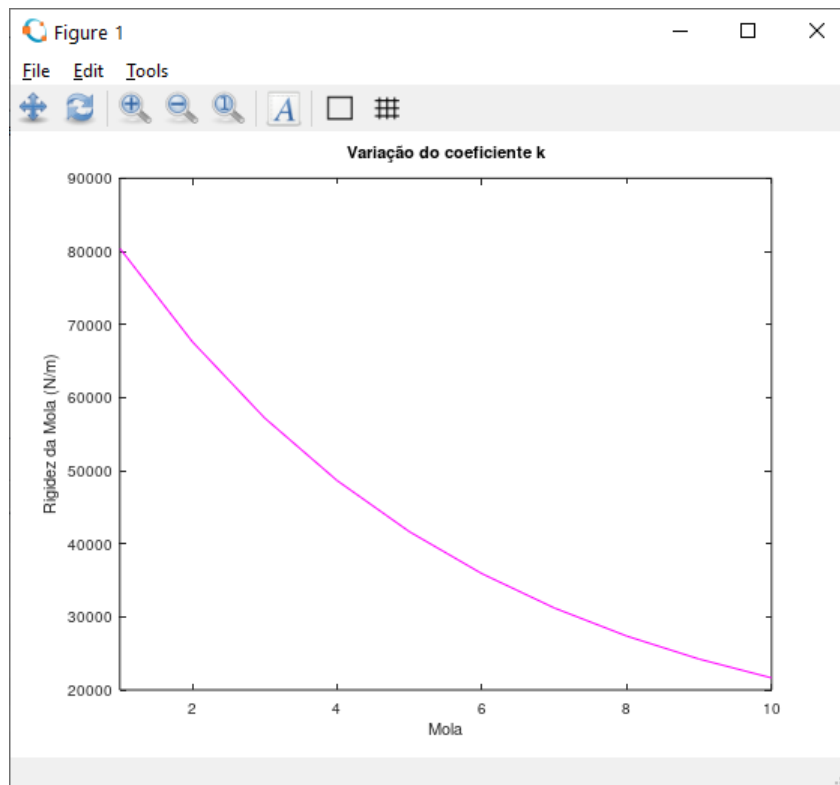 Figure 1
File Edit Tools
A
Variação do coeficiente k
90000
80000
70000
60000
50000
40000
30000
20000
Rigidez da Mola (N/m)
2 4 6 8 10
Mola